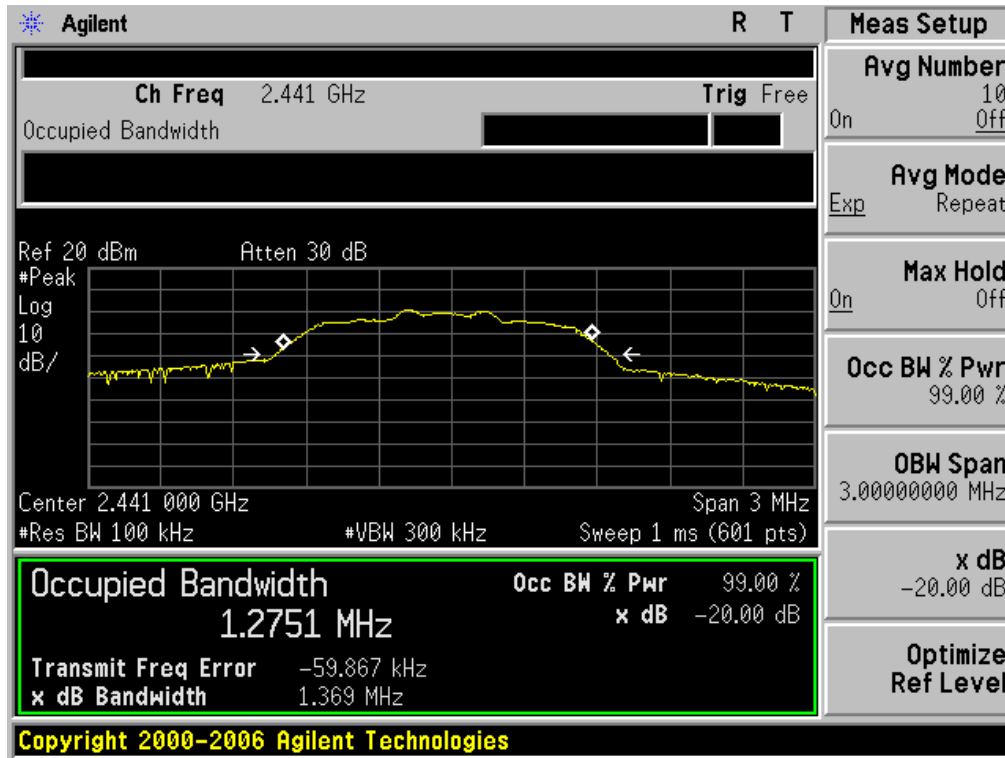 Agilent R T
Ch Freq 2.441 GHz Trig Free
Occupied Bandwidth
Ref 20 dBm Atten 30 dB
#Peak
Log
10
dB/
Center 2.441 000 GHz Span 3 MHz
#Res BW 100 kHz #VBW 300 kHz Sweep 1 ms (601 pts)
Occupied Bandwidth Occ BW % Pwr 99.00 %
1.2751 MHz x dB -20.00 dB
Transmit Freq Error -59.867 kHz
x dB Bandwidth 1.369 MHz
Copyright 2000-2006 Agilent Technologies
Meas Setup
Avg Number
10
On Off
Avg Mode
Exp Repeat
Max Hold
On Off
Occ BW % Pwr
99.00 %
OBW Span
3.00000000 MHz
x dB
-20.00 dB
Optimize
Ref Level